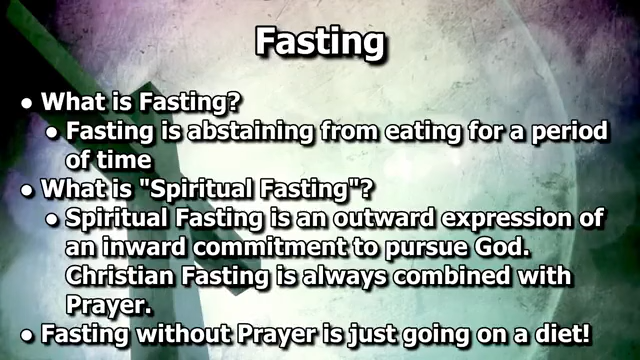 Fasting
● What is Fasting?
● Fasting is abstaining from eating for a period
of time
● What is "Spiritual Fasting"?
● Spiritual Fasting is an outward expression of
an inward commitment to pursue God.
Christian Fasting is always combined with
Prayer.
● Fasting without Prayer is just going on a diet!